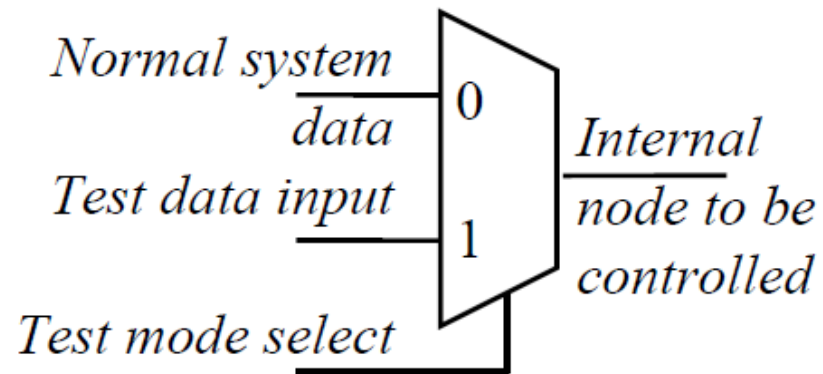 Normal system
data
0
Test data input
1
Test mode select
Internal
node to be
controlled